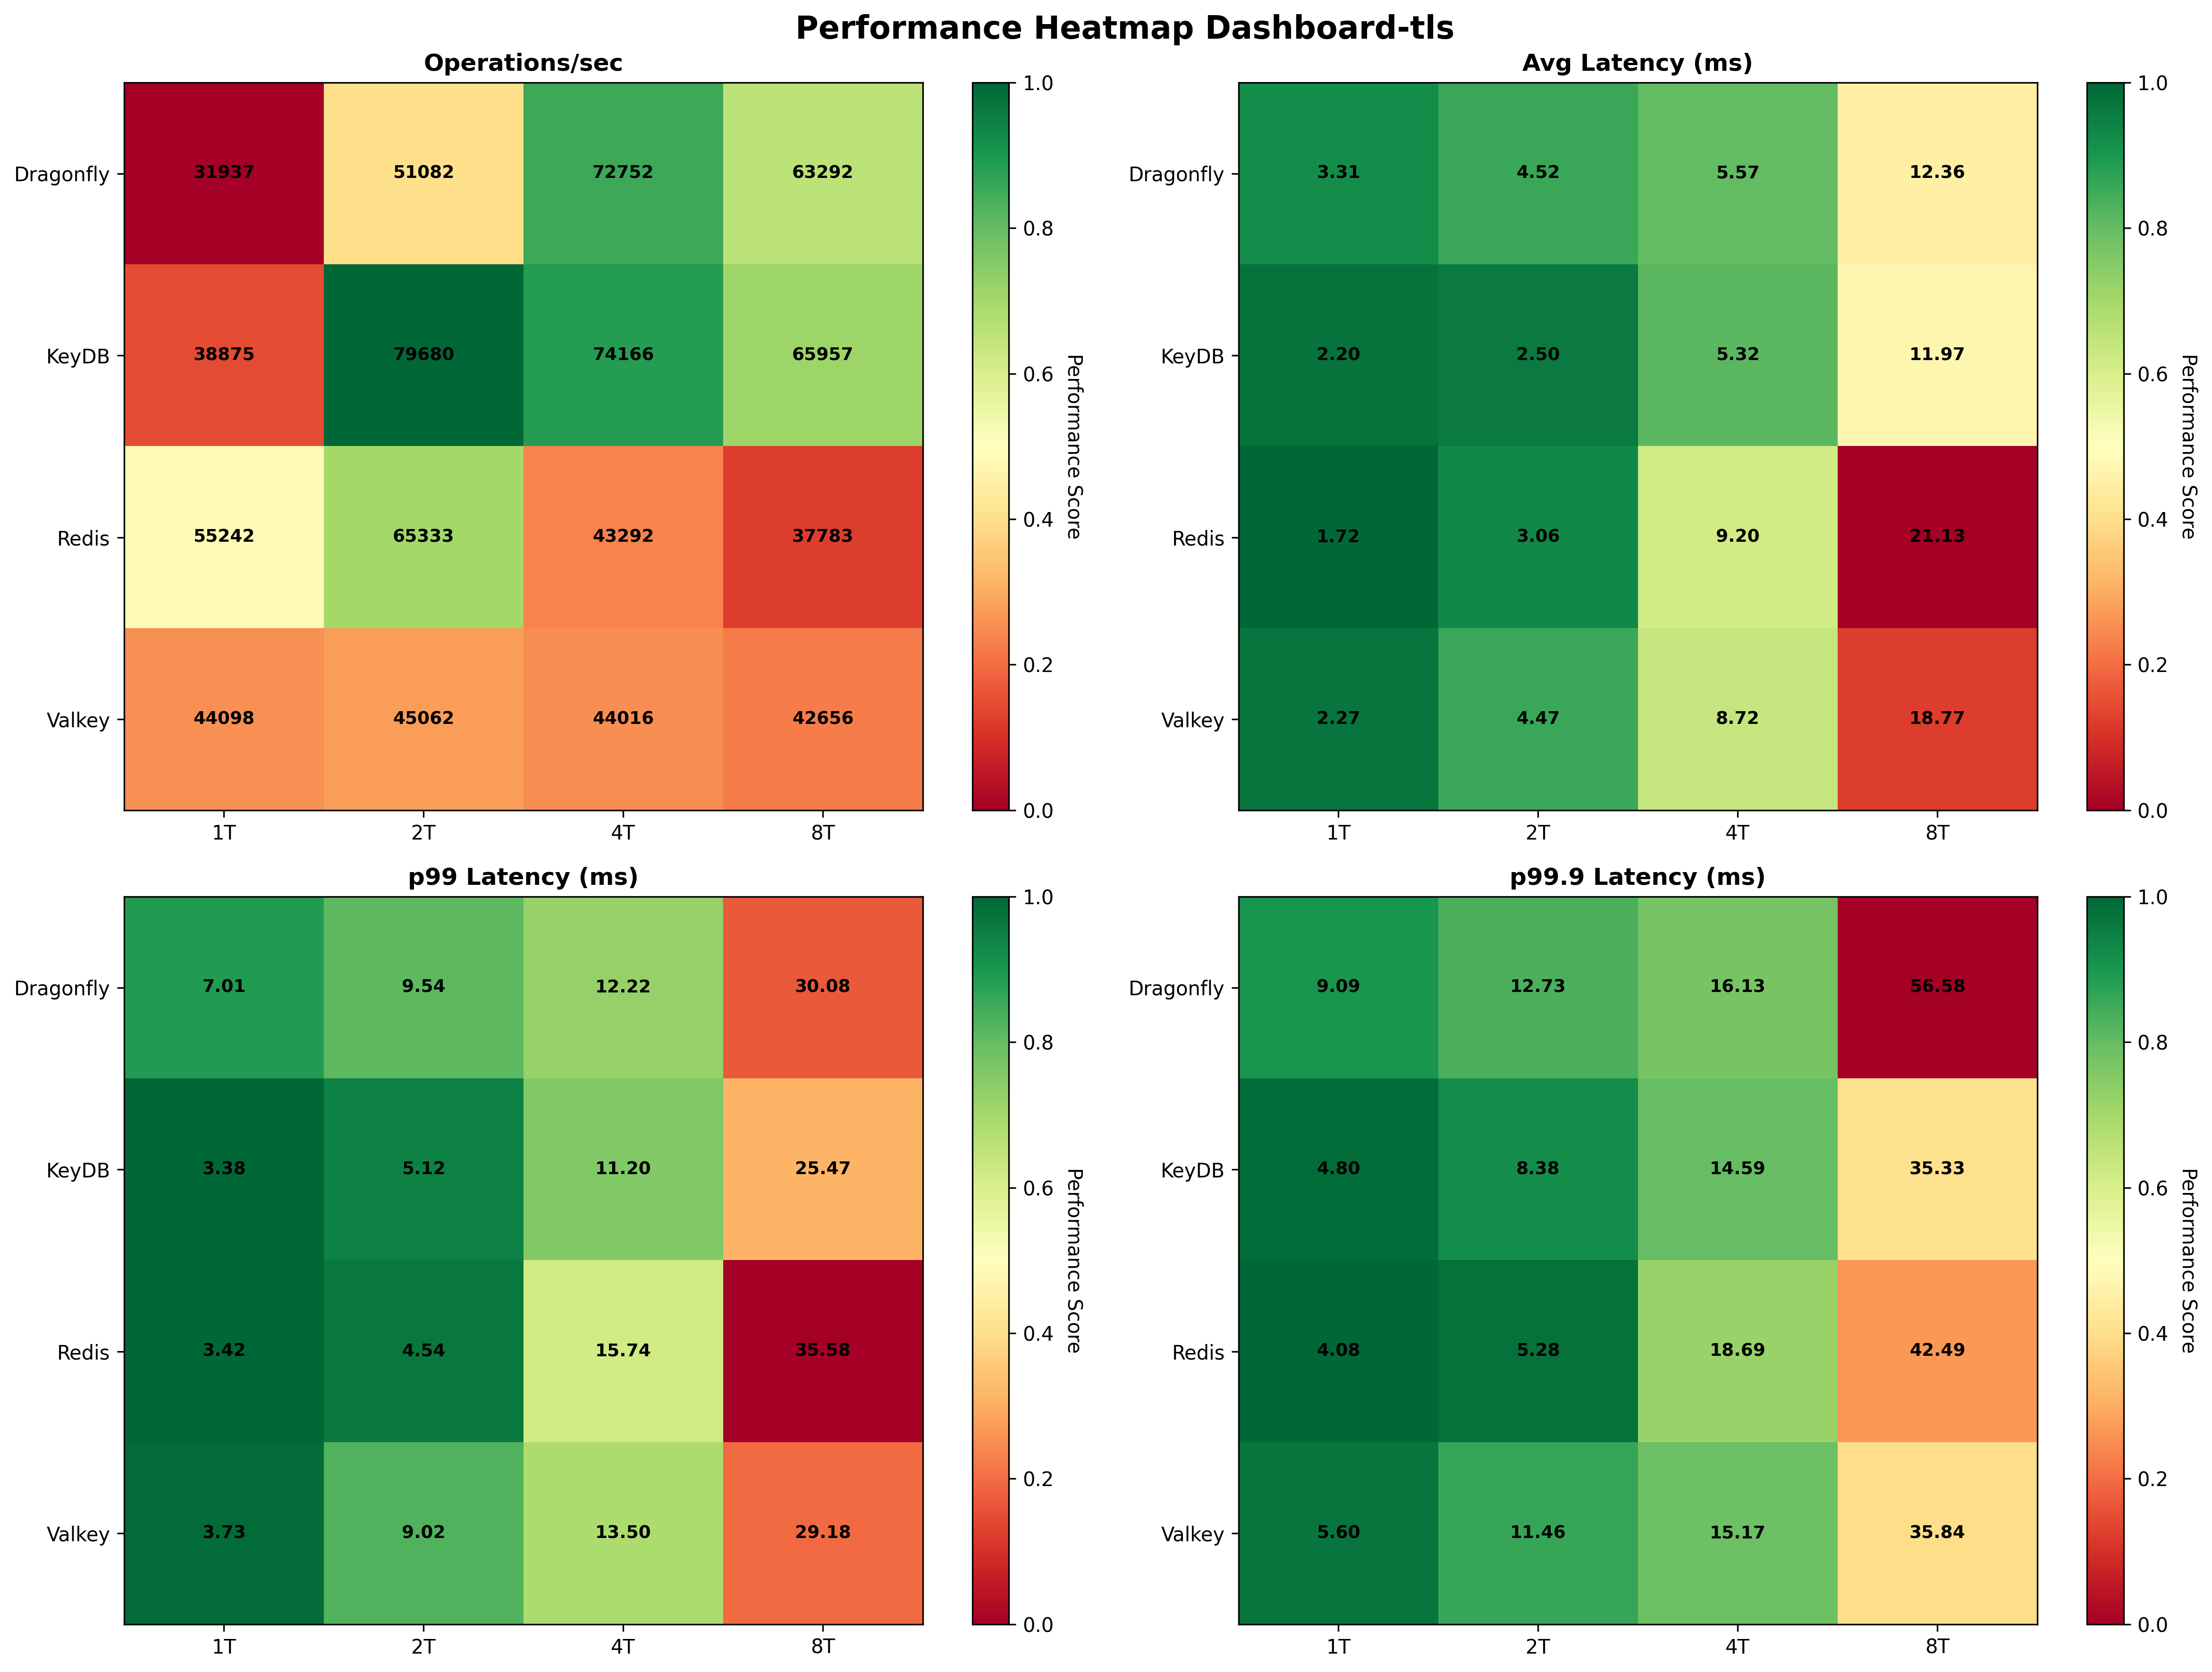 Performance Heatmap Dashboard-tls
Operations/sec
Dragonfly 31937 51082 72752 63292
KeyDB 38875 79680 74166 65957
Redis 55242 65333 43292 37783
Valkey 44098 45062 44016 42656
1T 2T 4T 8T
1.0
0.8
0.6
0.4
0.2
0.0
Performance Score
Avg Latency (ms)
Dragonfly 3.31 4.52 5.57 12.36
KeyDB 2.20 2.50 5.32 11.97
Redis 1.72 3.06 9.20 21.13
Valkey 2.27 4.47 8.72 18.77
1T 2T 4T 8T
1.0
0.8
0.6
0.4
0.2
0.0
Performance Score
p99 Latency (ms)
Dragonfly 7.01 9.54 12.22 30.08
KeyDB 3.38 5.12 11.20 25.47
Redis 3.42 4.54 15.74 35.58
Valkey 3.73 9.02 13.50 29.18
1T 2T 4T 8T
1.0
0.8
0.6
0.4
0.2
0.0
Performance Score
p99.9 Latency (ms)
Dragonfly 9.09 12.73 16.13 56.58
KeyDB 4.80 8.38 14.59 35.33
Redis 4.08 5.28 18.69 42.49
Valkey 5.60 11.46 15.17 35.84
1T 2T 4T 8T
1.0
0.8
0.6
0.4
0.2
0.0
Performance Score